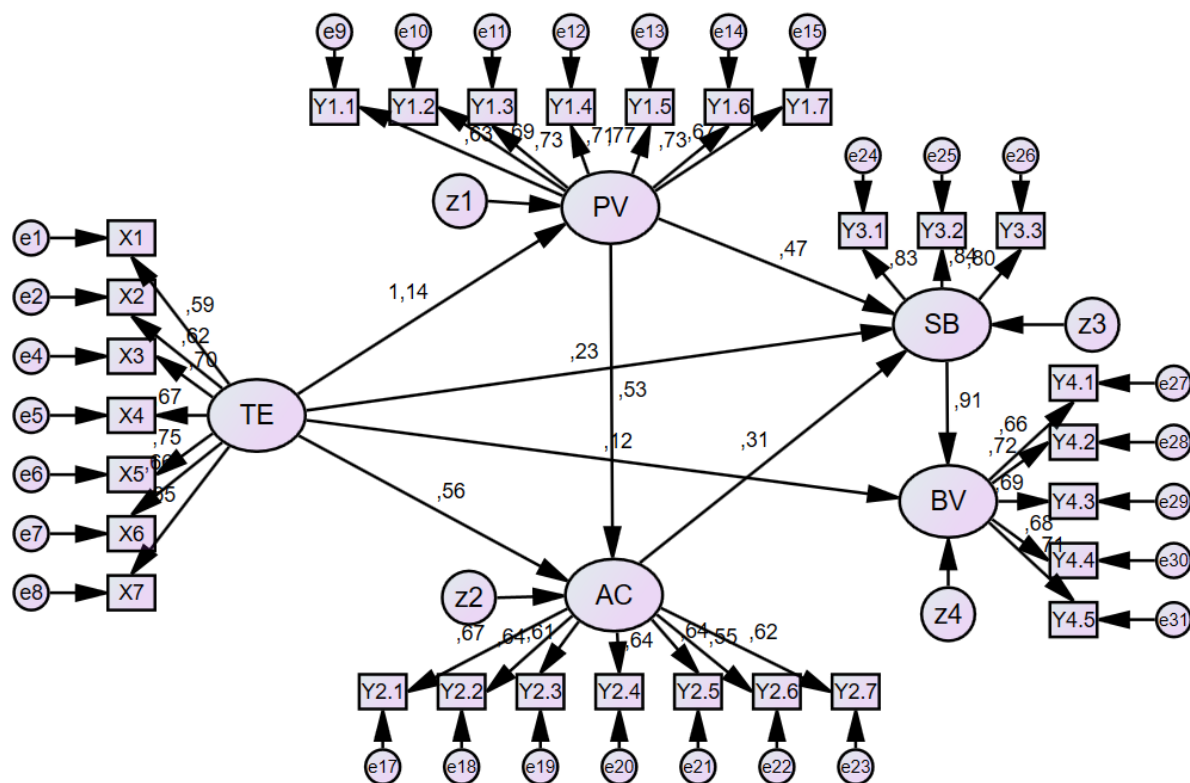 e9 e10 e11 e12 e13 e14 e15
Y1.1 Y1.2 Y1.3 Y1.4 Y1.5 Y1.6 Y1.7
,63 ,69 ,73 ,71 ,77 ,73 ,67
e24 e25 e26
z1 PV
Y3.1 Y3.2 Y3.3
,83 ,84 ,80
,47
e1 X1
e2 X2
e4 X3
e5 X4
e6 X5
e7 X6
e8 X7
,59
,62
,70
,67
,75
1,14
SB z3
,23
,53
TE
,12
,31
,91
,56
Y4.1 e27
Y4.2 e28
Y4.3 e29
Y4.4 e30
Y4.5 e31
,66
,72
,69
,68
,71
BV
z4
z2 AC
,67 ,64 ,61 ,64 ,64 ,55 ,62
Y2.1 Y2.2 Y2.3 Y2.4 Y2.5 Y2.6 Y2.7
e17 e18 e19 e20 e21 e22 e23